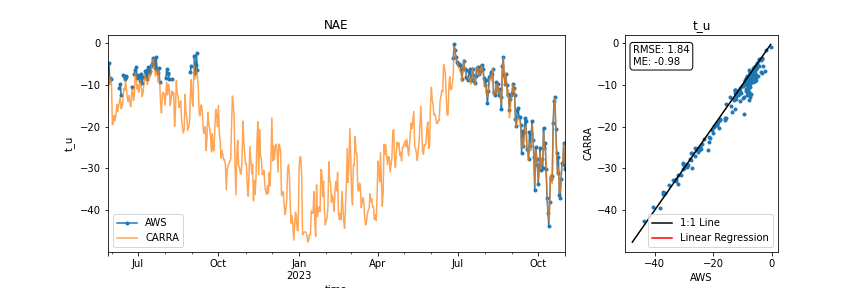 NAE
t_u
0
−10
−20
−30
−40
t_u
AWS
CARRA
Jul
Oct
Jan
2023
Apr
Jul
Oct
time
t_u
RMSE: 1.84
ME: -0.98
0
−10
−20
−30
−40
CARRA
1:1 Line
Linear Regression
−40
−20
0
AWS